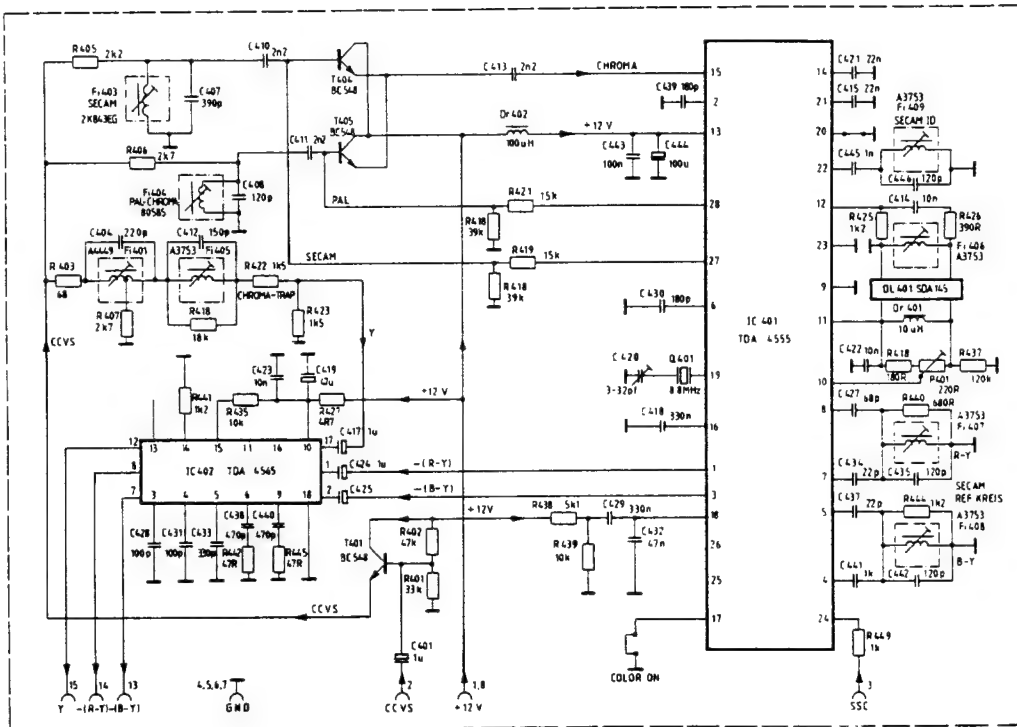 R405
2k2
Fi403
SECAM
2K843EG
C407
390p
C410
2n2
T404
BC548
C413 2n2
CHROMA
R406
2k7
C411 2n2
T405
BC548
Dr402
100uH
+12V
C439 180p
C443
100n
C444
100u
Fi404
PAL-CHROMA
80585
C408
120p
PAL
R421
15k
R418
39k
C404
220p
A4449 Fi401
C412 150p
A3753 Fi405
R403
68
R407
2k7
R418
18k
R422 1k5
CHROMA-TRAP
R423
1k5
Y
SECAM
R419
15k
R418
39k
CCVS
C430
180p
C420
3-32pf
Q401
8.8MHz
C418
330n
R441
1k2
R435
10k
C423
10n
C419
47u
R427
4R7
+12V
C417 1u
C424 1u
C425
-(R-Y)
-(B-Y)
12
8
7
13
14
15
11
16
10
17
1
2
IC402 TDA 4565
3
4
5
6
9
18
C428
100p
C431
100p
C433
330p
C438
470p
C440
470p
R442
47R
R445
47R
T401
BC548
+12V
R402
47k
R401
33k
R438 5k1
C429
330n
R439
10k
C432
47n
CCVS
C401
1u
COLOR ON
IC 401
TDA 4555
15
2
13
28
27
6
19
16
1
3
18
26
25
17
14
21
20
22
12
23
9
11
10
8
7
5
4
24
C421 22n
C415 22n
A3753
Fi409
SECAM ID
C445 1n
C446 120p
C414 10n
R425
1k2
R426
390R
Fi406
A3753
DL401 SDA145
Dr401
10uH
C422 10n
R418
180R
P401
220R
R437
120k
C427
68p
R440
680R
A3753
Fi407
R-Y
C434
22p
C435
120p
SECAM
REF KREIS
C437
22p
R444
1k2
A3753
Fi408
B-Y
C441
1k
C442
120p
R449
1k
3
SSC
15
14
13
Y
-(R-Y)
-(B-Y)
4,5,6,7
GND
2
CCVS
1,8
+12V